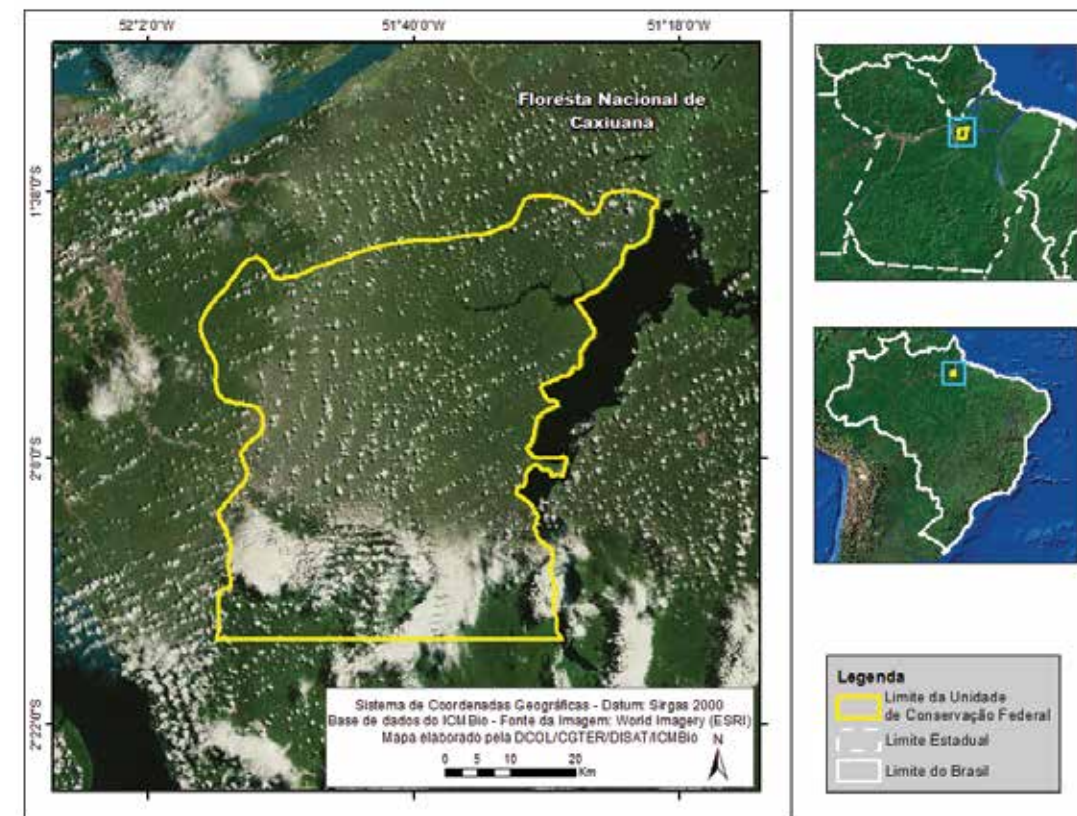 52°2'0"W
51°40'0"W
51°18'0"W
Floresta Nacional de
Caxiuana
1°38'0"S
2°0'0"S
2°22'0"S
Sistema de Coordenadas Geográficas - Datum: Sirgas 2000
Base de dados do ICMBio - Fonte da Imagem: World Imagery (ESRI)
Mapa elaborado pela DCOL/CGTER/DISAT/ICMBio
N
0 5 10 20
Km
Legenda
Limite da Unidade
de Conservação Federal
Limite Estadual
Limite do Brasil